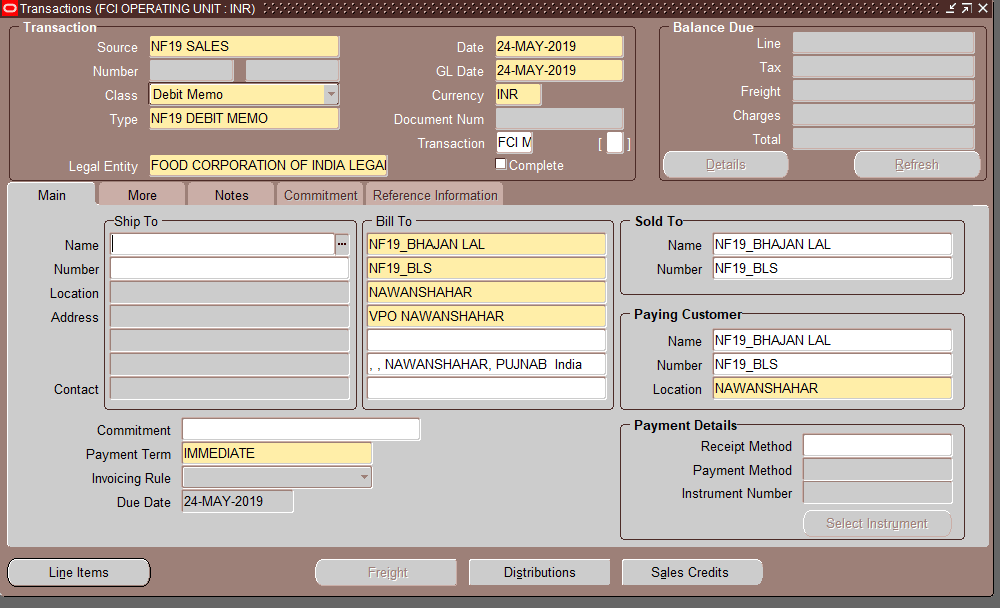 Transactions (FCI OPERATING UNIT : INR)
Transaction
Source NF19 SALES
Number
Class Debit Memo
Type NF19 DEBIT MEMO
Legal Entity FOOD CORPORATION OF INDIA LEGAI
Date 24-MAY-2019
GL Date 24-MAY-2019
Currency INR
Document Num
Transaction FCI M [ ]
Complete
Balance Due
Line
Tax
Freight
Charges
Total
Details Refresh
Main More Notes Commitment Reference Information
Ship To
Name ...
Number
Location
Address
Contact
Bill To
NF19_BHAJAN LAL
NF19_BLS
NAWANSHAHAR
VPO NAWANSHAHAR
, , NAWANSHAHAR, PUJNAB India
Sold To
Name NF19_BHAJAN LAL
Number NF19_BLS
Paying Customer
Name NF19_BHAJAN LAL
Number NF19_BLS
Location NAWANSHAHAR
Commitment
Payment Term IMMEDIATE
Invoicing Rule
Due Date 24-MAY-2019
Payment Details
Receipt Method
Payment Method
Instrument Number
Select Instrument
Line Items Freight Distributions Sales Credits